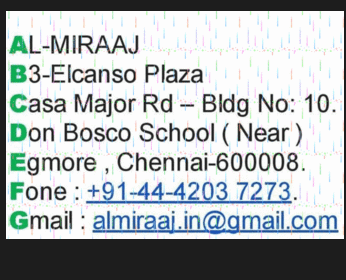 AL-MIRAAJ
B3-Elcanso Plaza
Casa Major Rd – Bldg No: 10.
Don Bosco School ( Near )
Egmore , Chennai-600008.
Fone : +91-44-4203 7273.
Gmail : almiraaj.in@gmail.com